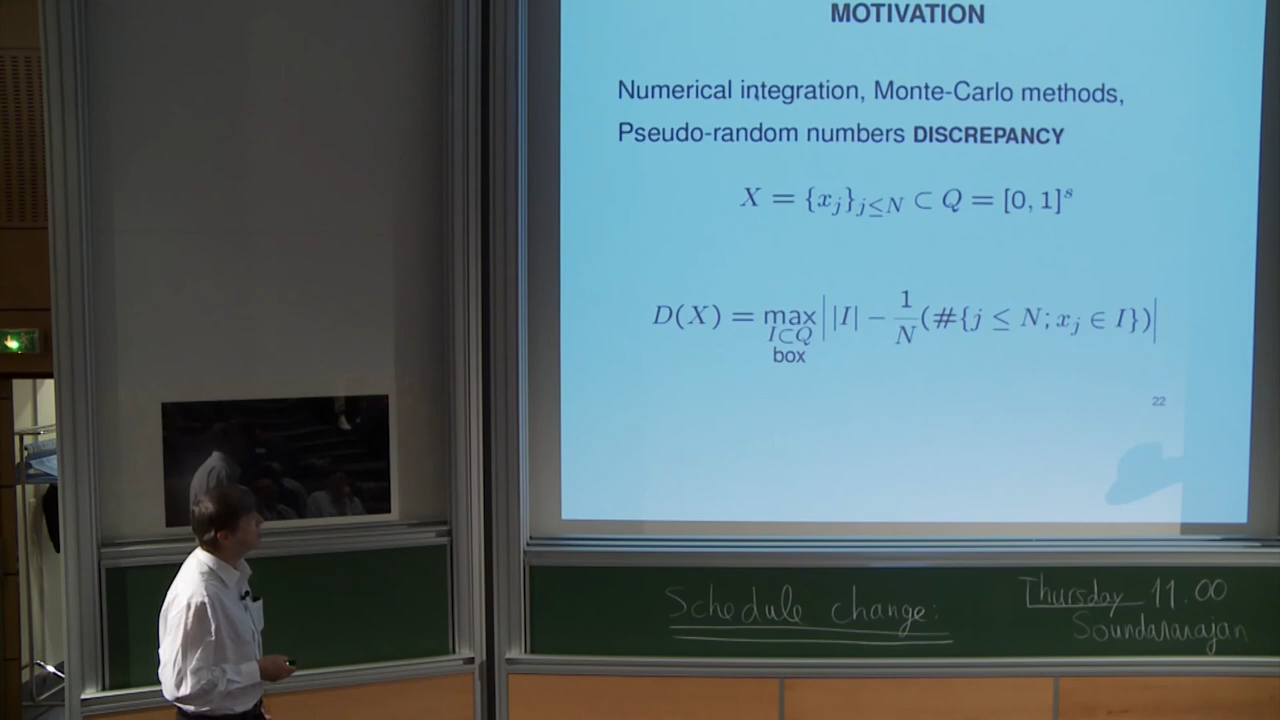 MOTIVATION
Numerical integration, Monte-Carlo methods,
Pseudo-random numbers DISCREPANCY
X = {x_j}_{j≤N} ⊂ Q = [0, 1]^s
D(X) = max_{I⊂Q box} | |I| − 1/N (#{j ≤ N; x_j ∈ I}) |
22
Schedule change: Thursday 11.00
Soundararajan